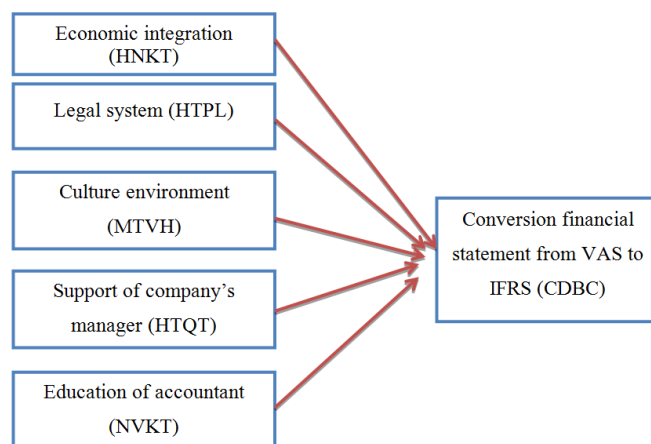 Economic integration
(HNKT)
Legal system (HTPL)
Culture environment
(MTVH)
Support of company's
manager (HTQT)
Education of accountant
(NVKT)
Conversion financial
statement from VAS to
IFRS (CDBC)